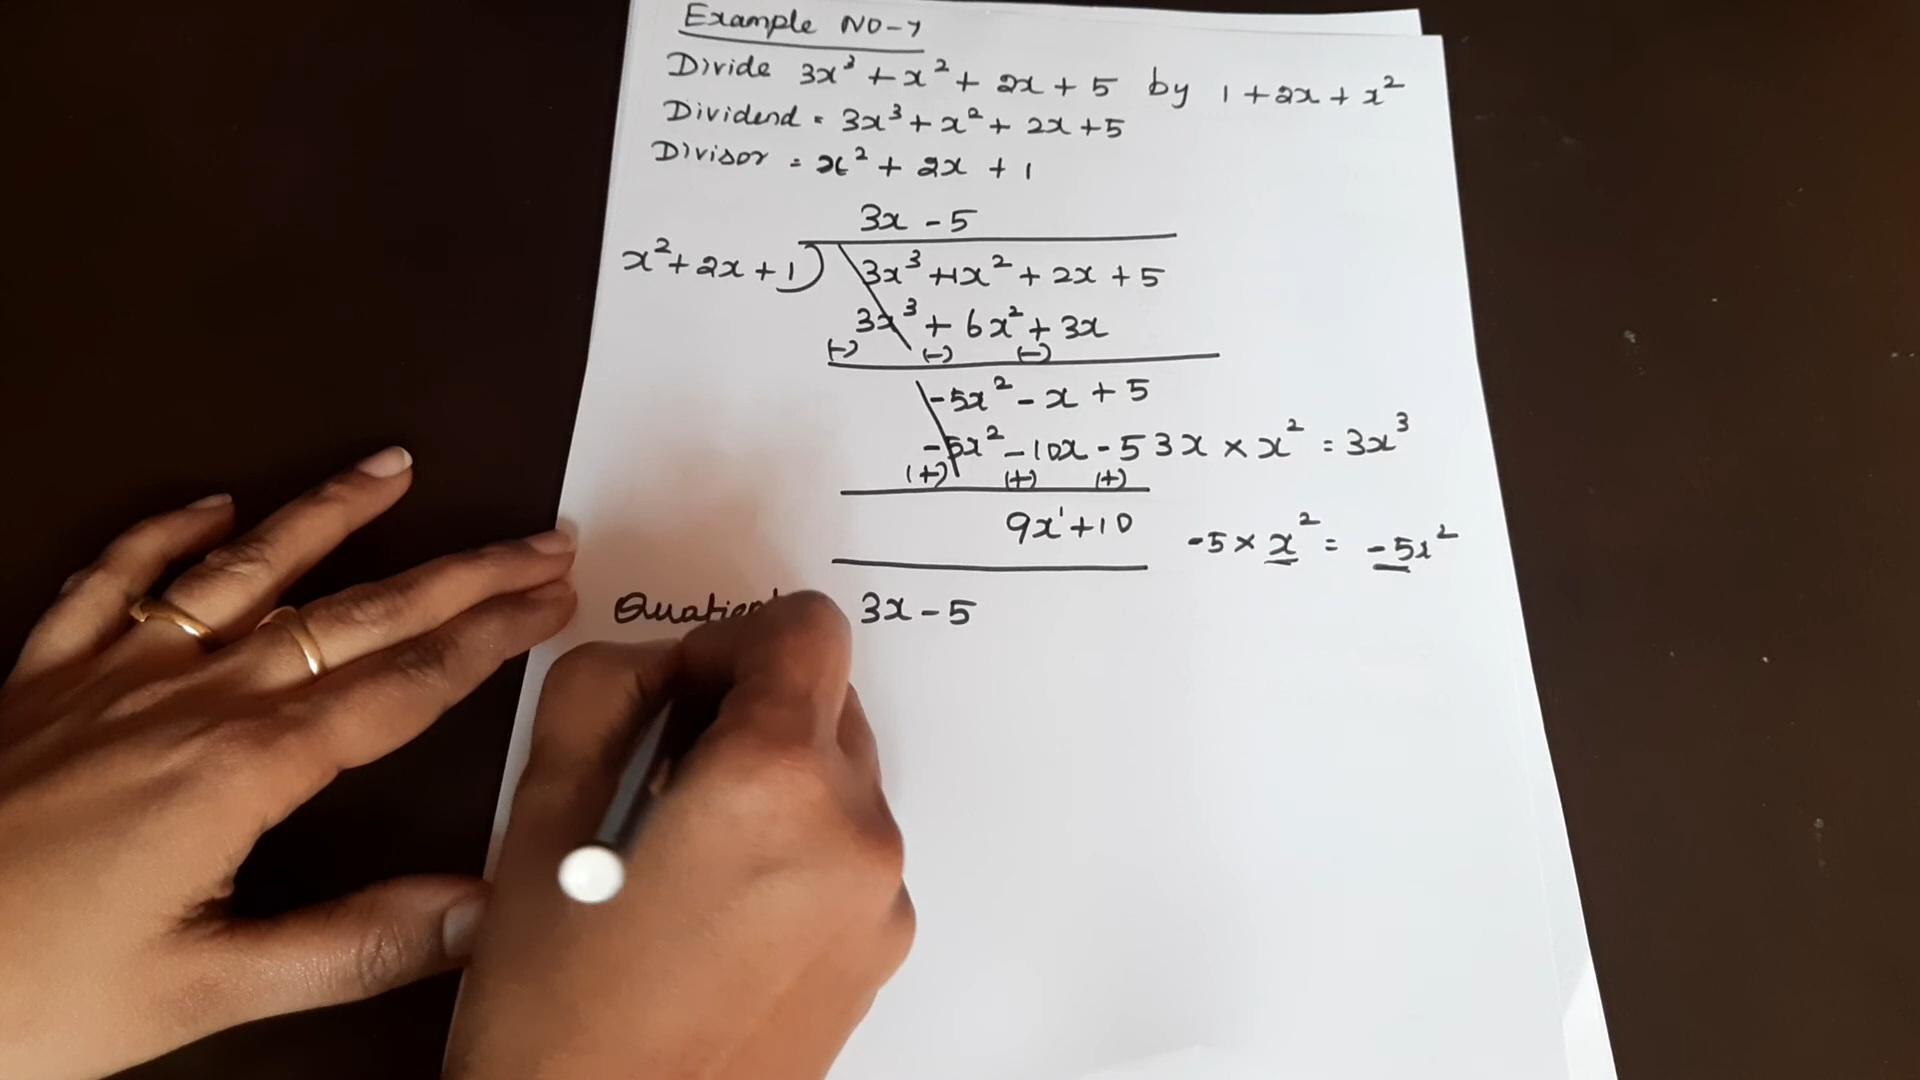 Example NO-7
Divide 3x³ + x² + 2x + 5 by 1 + 2x + x²
Dividend = 3x³ + x² + 2x + 5
Divisor = x² + 2x + 1
3x - 5
x² + 2x + 1) 3x³ + 1x² + 2x + 5
3x³ + 6x² + 3x
(-) (-) (-)
-5x² - x + 5
-5x² - 10x - 5 3x × x² = 3x³
(+) (+) (+)
9x¹ + 10 -5 × x² = -5x²
Quatient 3x - 5